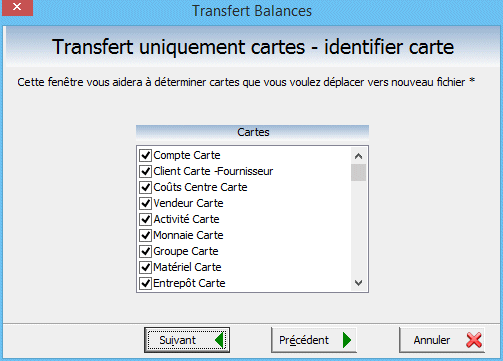 Transfert Balances
Transfert uniquement cartes - identifier carte
Cette fenêtre vous aidera à déterminer cartes que vous voulez déplacer vers nouveau fichier *
Cartes
Compte Carte
Client Carte -Fournisseur
Coûts Centre Carte
Vendeur Carte
Activité Carte
Monnaie Carte
Groupe Carte
Matériel Carte
Entrepôt Carte
Suivant
Précédent
Annuler